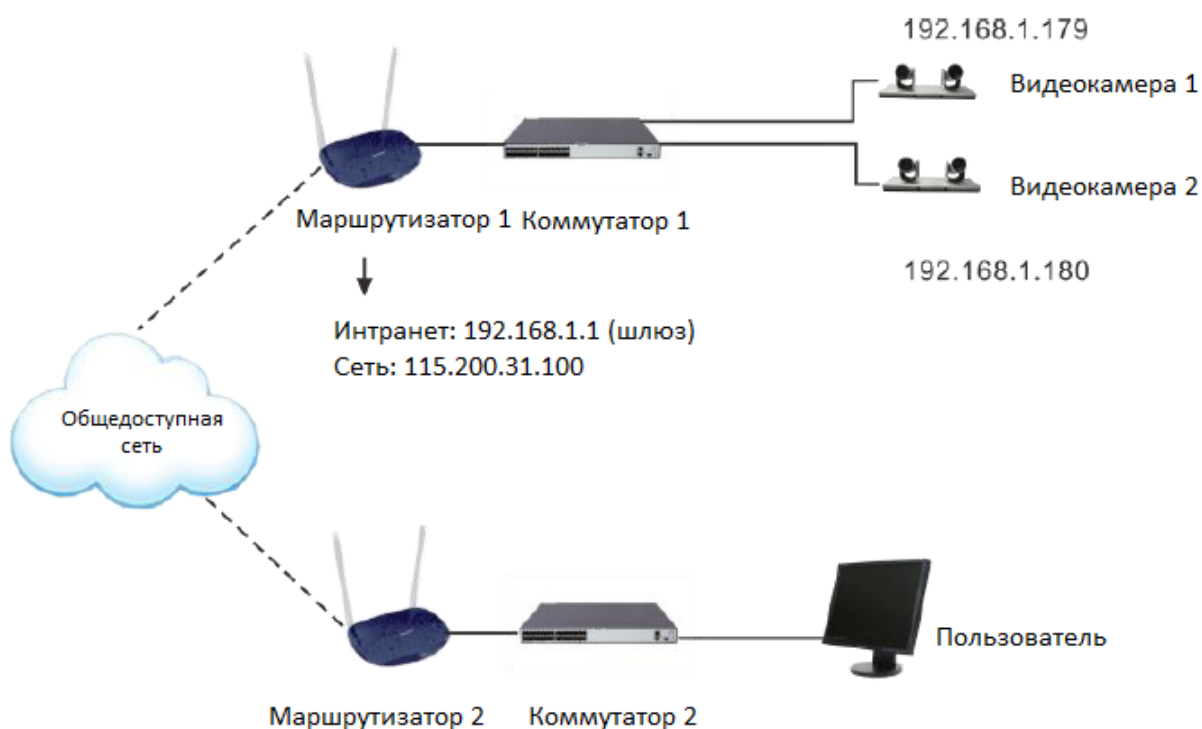 192.168.1.179
Видеокамера 1
Видеокамера 2
Маршрутизатор 1
Коммутатор 1
192.168.1.180
Интранет: 192.168.1.1 (шлюз)
Сеть: 115.200.31.100
Общедоступная
сеть
Пользователь
Маршрутизатор 2
Коммутатор 2